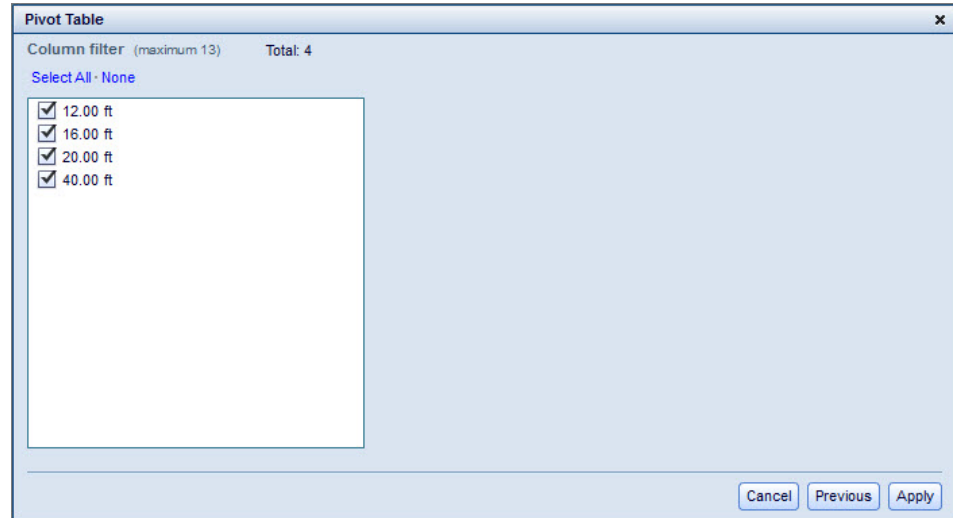 Pivot Table
Column filter (maximum 13) Total: 4
Select All · None
12.00 ft
16.00 ft
20.00 ft
40.00 ft
Cancel Previous Apply